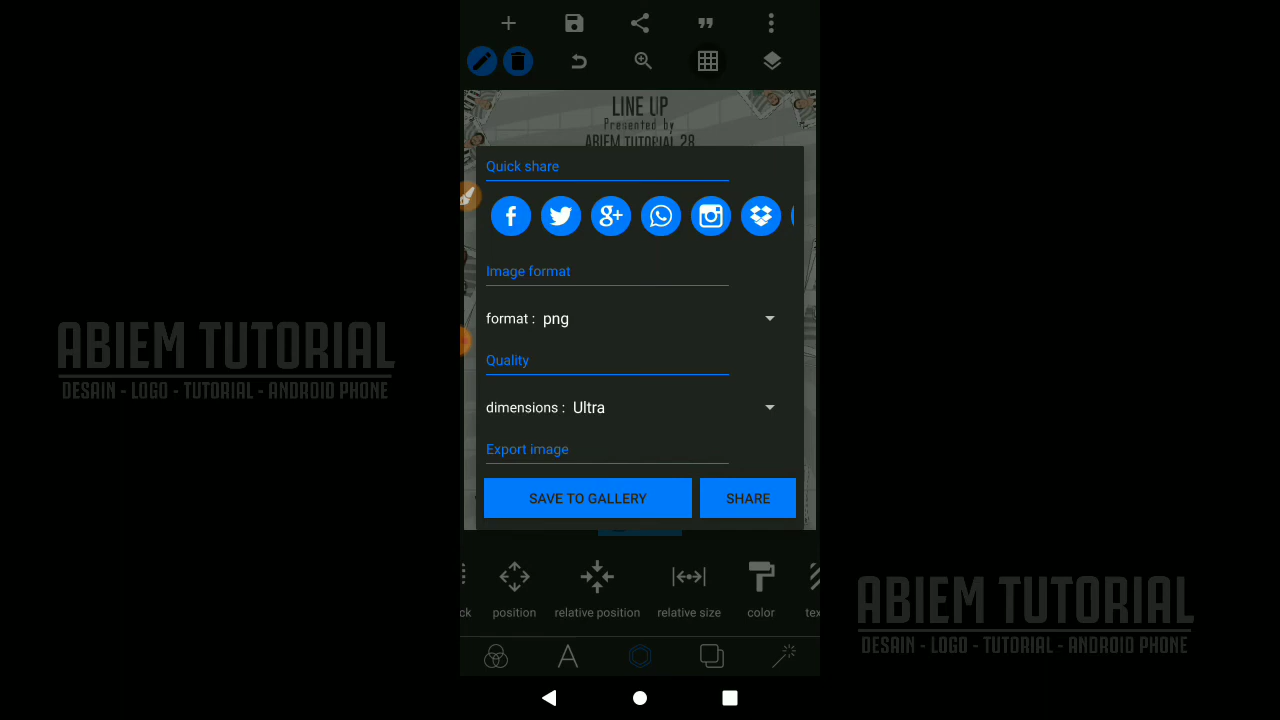 LINE UP
Presented by
ABIEM TUTORIAL 28
Quick share
Image format
format : png
Quality
dimensions : Ultra
Export image
SAVE TO GALLERY
SHARE
ck
position
relative position
relative size
color
tex
ABIEM TUTORIAL
DESAIN - LOGO - TUTORIAL - ANDROID PHONE
ABIEM TUTORIAL
DESAIN - LOGO - TUTORIAL - ANDROID PHONE